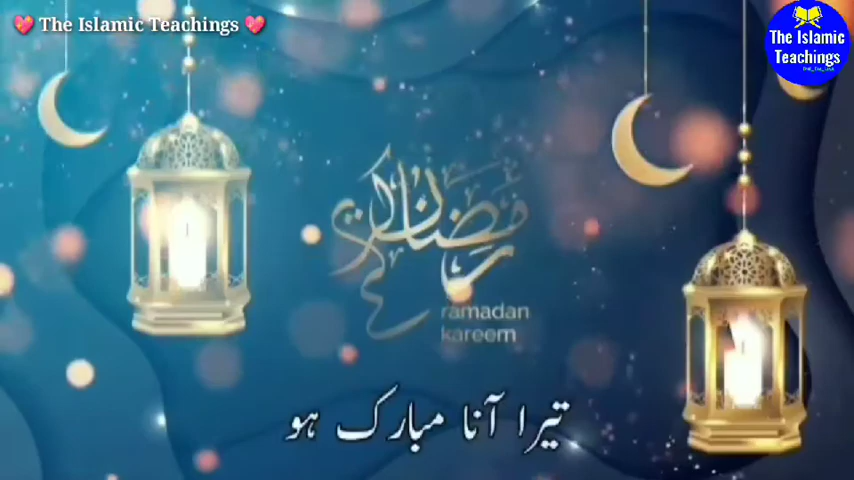 💖 The Islamic Teachings 💖
The Islamic
Teachings
رمضان كريم
ramadan
kareem
تیرا آنا مبارک ہو